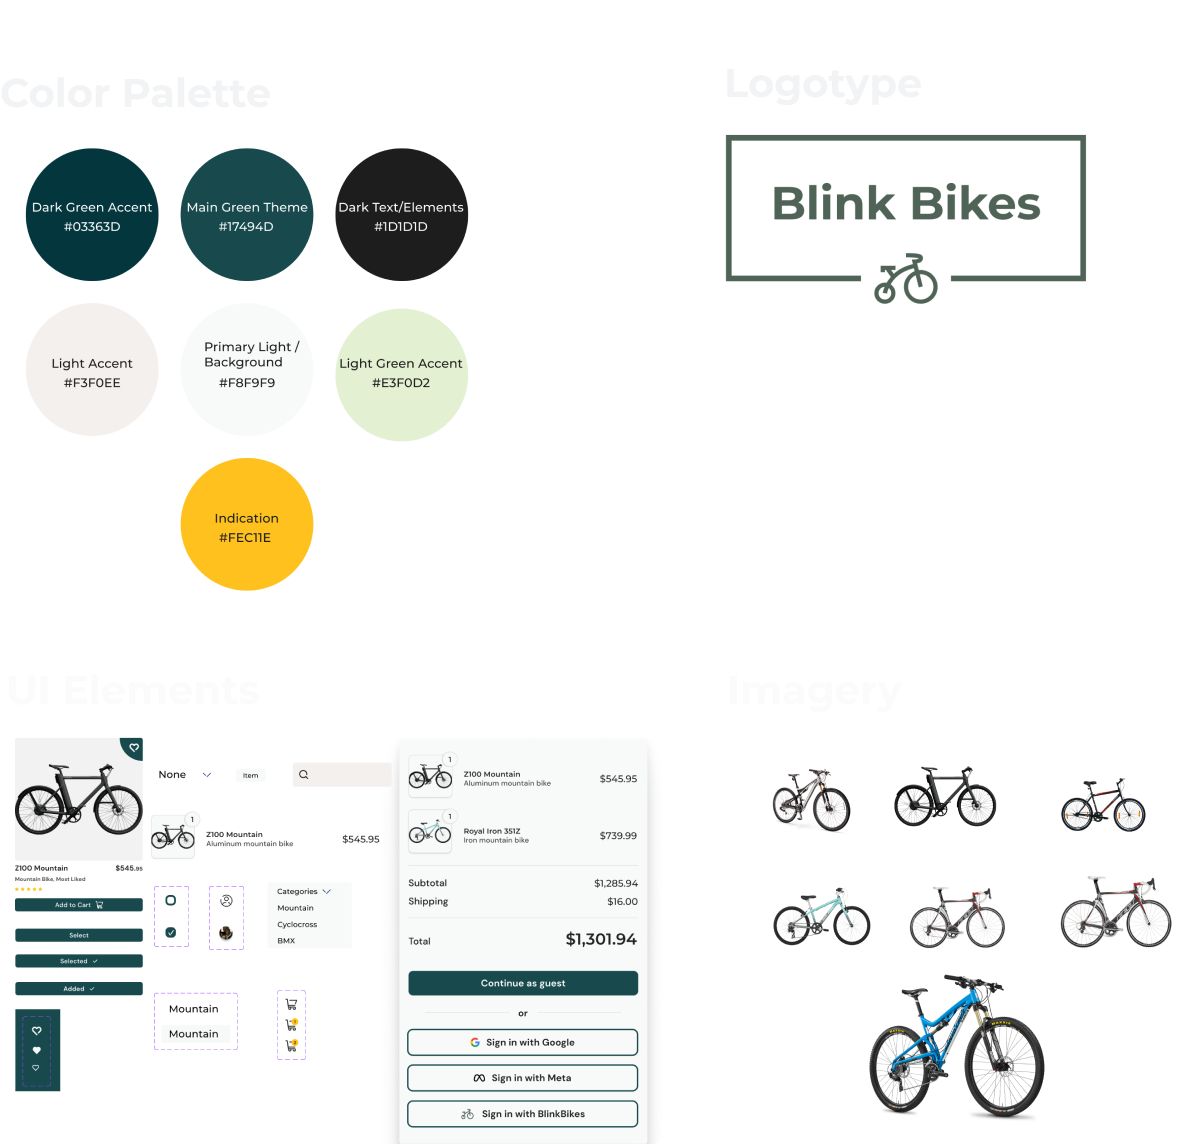 Color Palette
Dark Green Accent
#03363D
Main Green Theme
#17494D
Dark Text/Elements
#1D1D1D
Light Accent
#F3F0EE
Primary Light /
Background
#F8F9F9
Light Green Accent
#E3F0D2
Indication
#FEC11E
Logotype
Blink Bikes
UI Elements
Z100 Mountain
$545.95
Mountain Bike, Most Liked
Add to Cart
Select
Selected
Added
None
Item
1
Z100 Mountain
Aluminum mountain bike
$545.95
Categories
Mountain
Cyclocross
BMX
Mountain
Mountain
1
Z100 Mountain
Aluminum mountain bike
$545.95
1
Royal Iron 351Z
Iron mountain bike
$739.99
Subtotal
$1,285.94
Shipping
$16.00
Total
$1,301.94
Continue as guest
or
Sign in with Google
Sign in with Meta
Sign in with BlinkBikes
Imagery